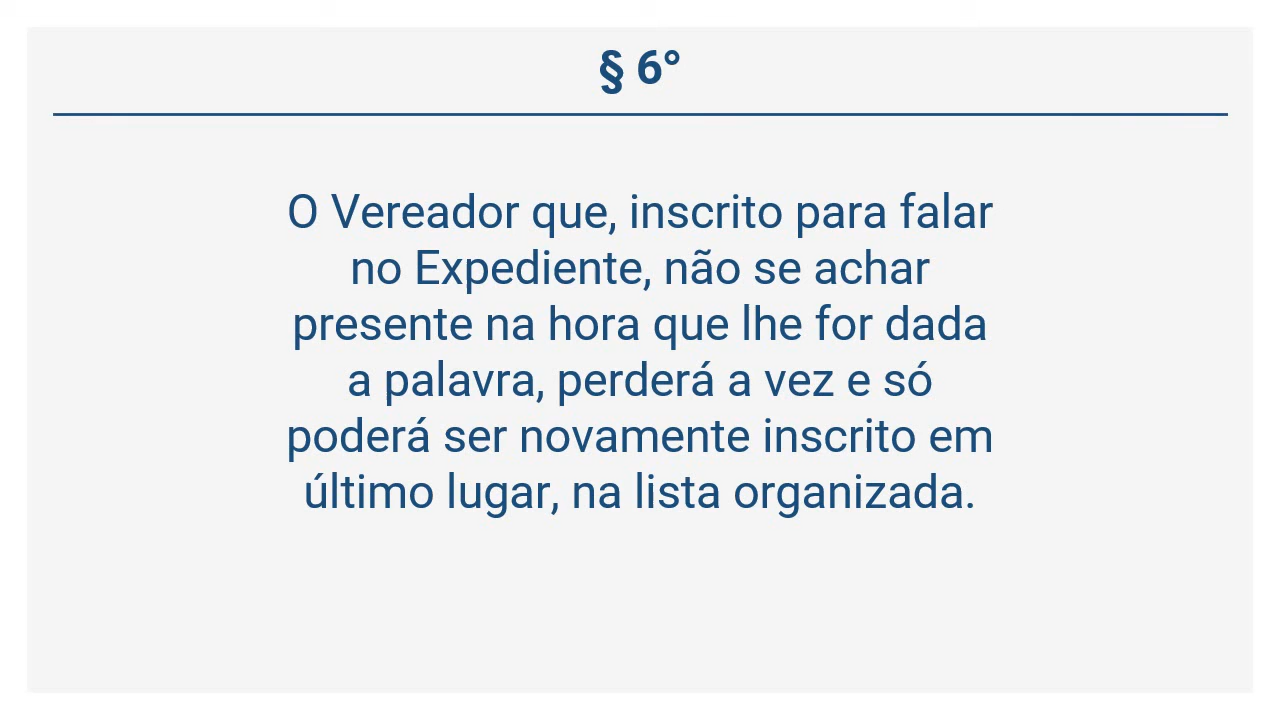 § 6°
O Vereador que, inscrito para falar
no Expediente, não se achar
presente na hora que lhe for dada
a palavra, perderá a vez e só
poderá ser novamente inscrito em
último lugar, na lista organizada.